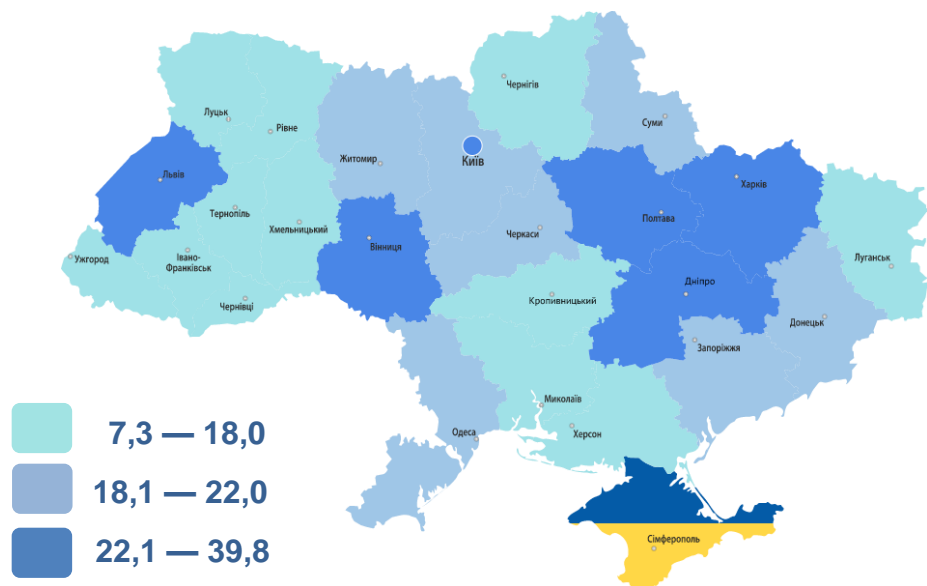 Чернігів
Луцьк
Рівне
Суми
Житомир
Київ
Львів
Харків
Тернопіль
Хмельницький
Полтава
Черкаси
Вінниця
Ужгород
Івано-
Франківськ
Луганськ
Дніпро
Чернівці
Кропивницький
Донецьк
Запоріжжя
Миколаїв
Одеса
Херсон
7,3 — 18,0
18,1 — 22,0
22,1 — 39,8
Сімферополь